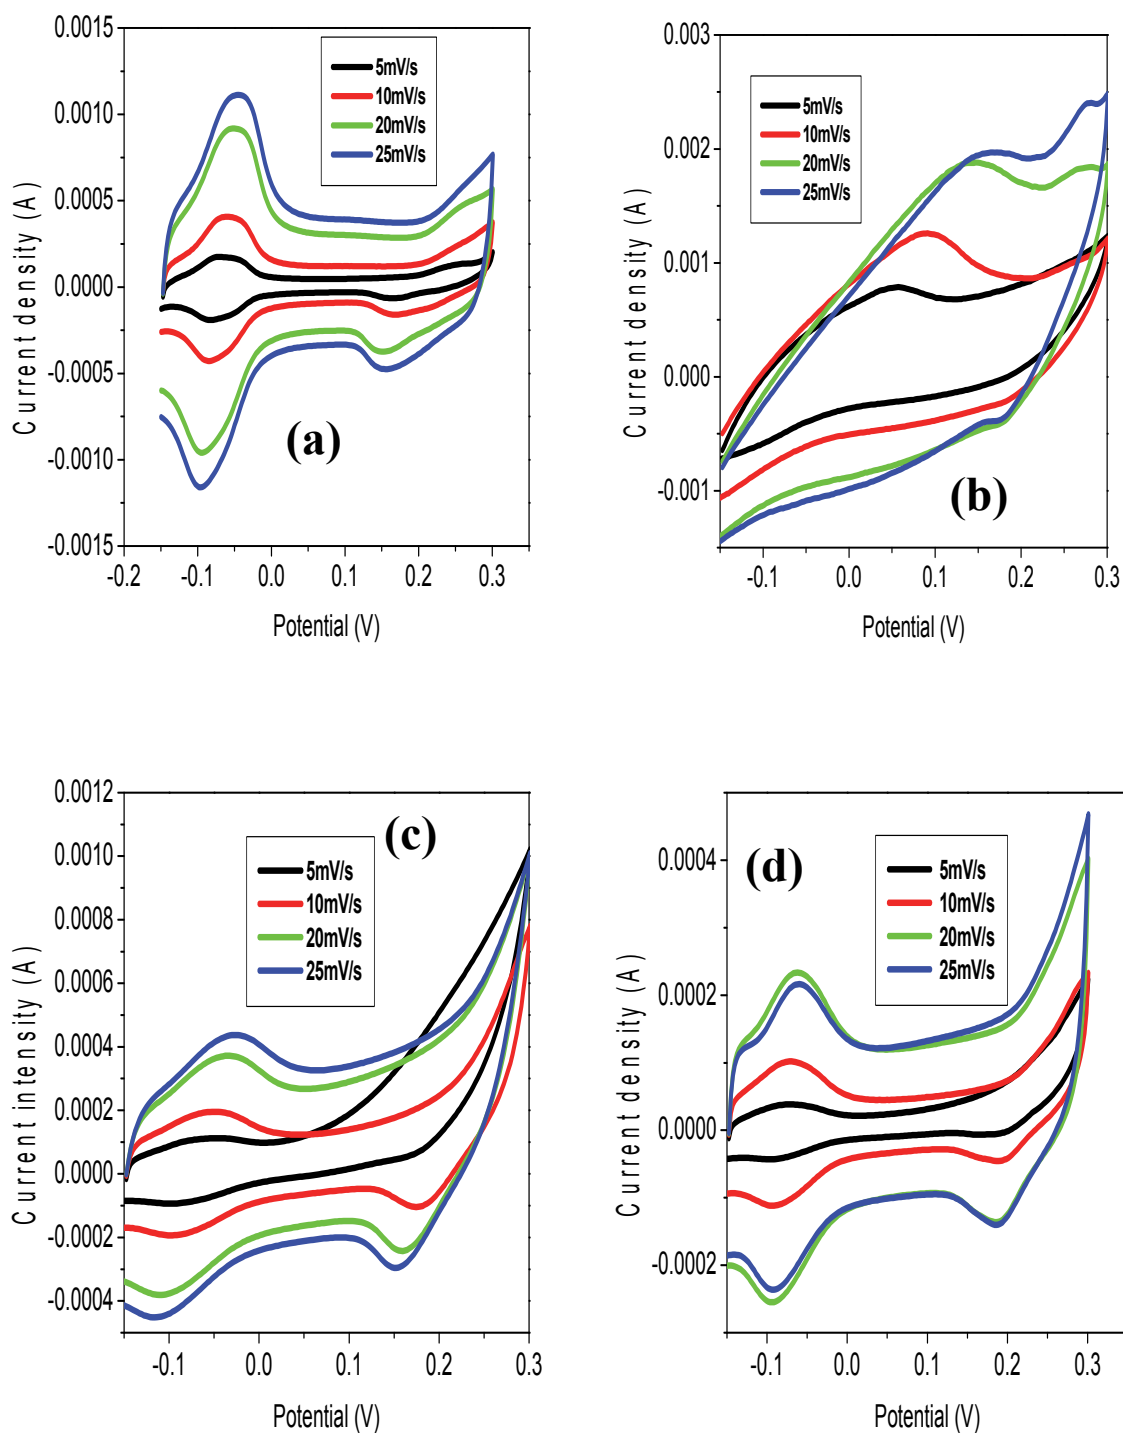 0.0015
0.0010
0.0005
0.0000
-0.0005
-0.0010
-0.0015
-0.2
-0.1
0.0
0.1
0.2
0.3
Current density (A)
Potential (V)
5mV/s
10mV/s
20mV/s
25mV/s
(a)
0.003
0.002
0.001
0.000
-0.001
-0.1
0.0
0.1
0.2
0.3
Current density (A)
Potential (V)
5mV/s
10mV/s
20mV/s
25mV/s
(b)
0.0012
0.0010
0.0008
0.0006
0.0004
0.0002
0.0000
-0.0002
-0.0004
-0.1
0.0
0.1
0.2
0.3
Current intensity (A)
Potential (V)
5mV/s
10mV/s
20mV/s
25mV/s
(c)
0.0004
0.0002
0.0000
-0.0002
-0.1
0.0
0.1
0.2
0.3
Current density (A)
Potential (V)
5mV/s
10mV/s
20mV/s
25mV/s
(d)